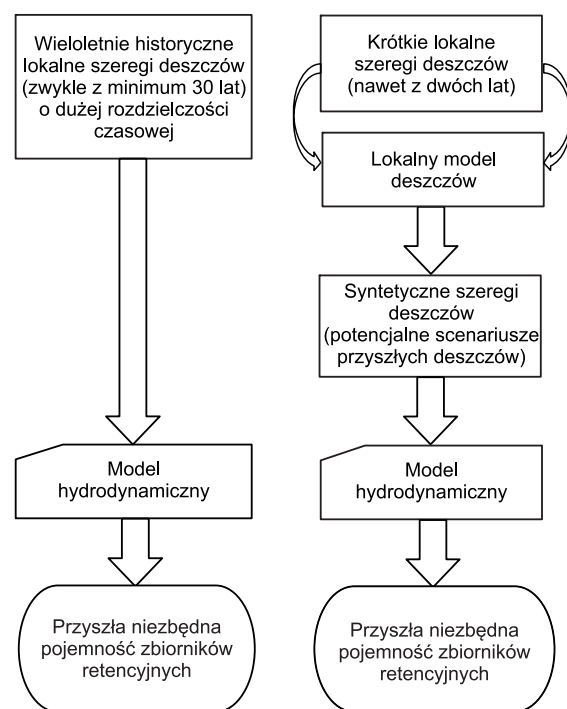 Wieloletnie historyczne
lokalne szeregi deszczów
(zwykle z minimum 30 lat)
o dużej rozdzielczości
czasowej
Model
hydrodynamiczny
Przyszła niezbędna
pojemność zbiorników
retencyjnych
Krótkie lokalne
szeregi deszczów
(nawet z dwóch lat)
Lokalny model
deszczów
Syntetyczne szeregi
deszczów
(potencjalne scenariusze
przyszłych deszczów)
Model
hydrodynamiczny
Przyszła niezbędna
pojemność zbiorników
retencyjnych